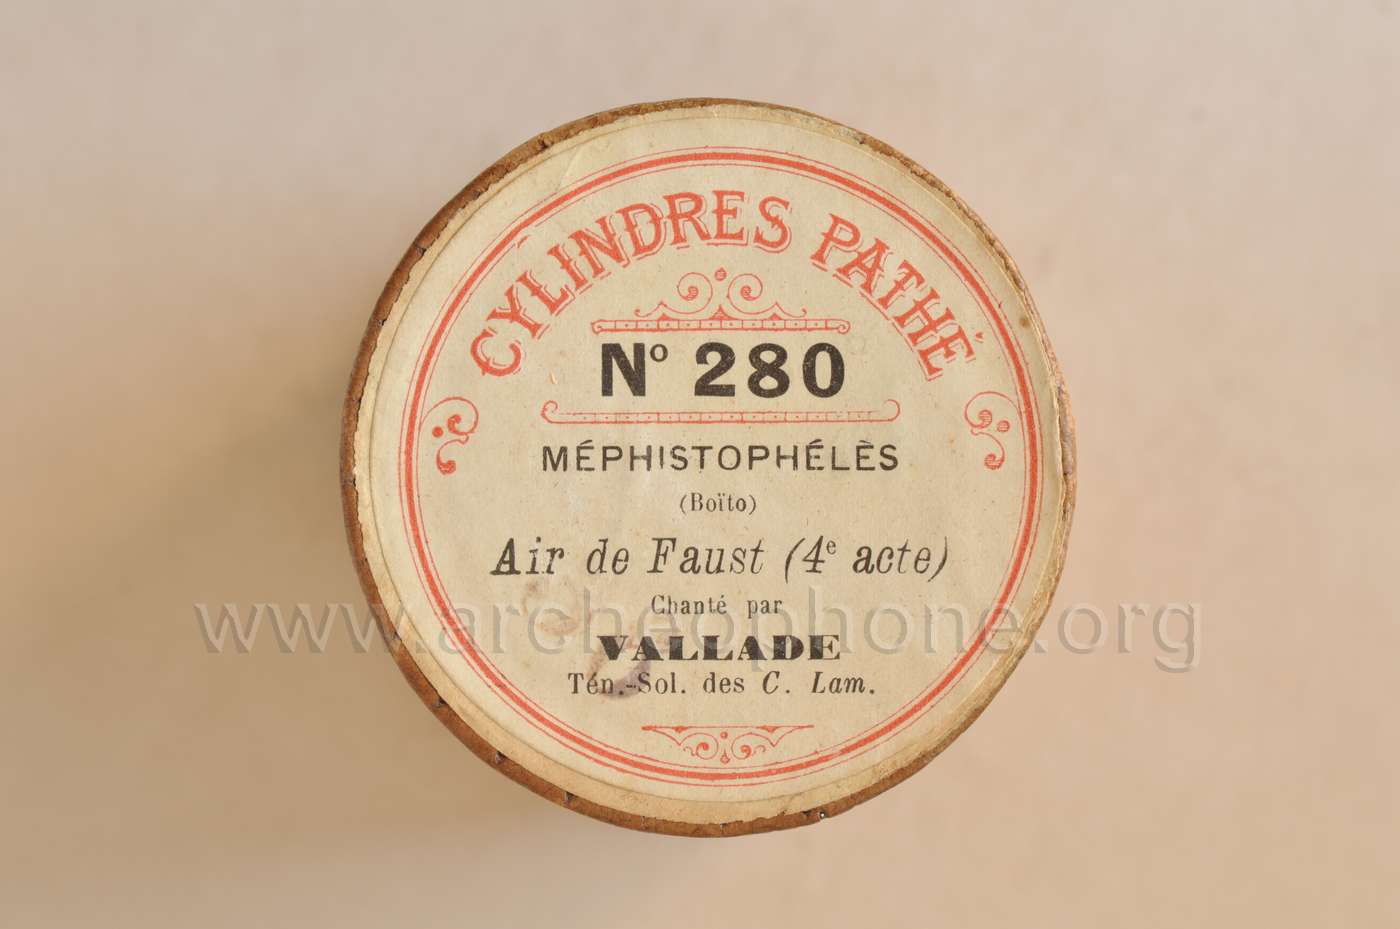 CYLINDRES PATHÉ
Nº 280
MÉPHISTOPHÉLÈS
(Boïto)
Air de Faust (4e acte)
Chanté par
VALLADE
Tén.-Sol. des C. Lam.
www.archeophone.org